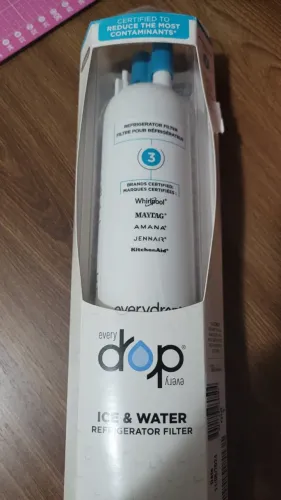 CERTIFIED TO
REDUCE THE MOST
CONTAMINANTS*
REFRIGERATOR FILTER
FILTRE POUR RÉFRIGÉRATEUR
3
BRANDS CERTIFIED
MARQUES CERTIFIÉES
Whirlpool®
MAYTAG®
AMANA®
JENNAIR®
KitchenAid®
everydrop
every
drop®
every
ICE & WATER
REFRIGERATOR FILTER